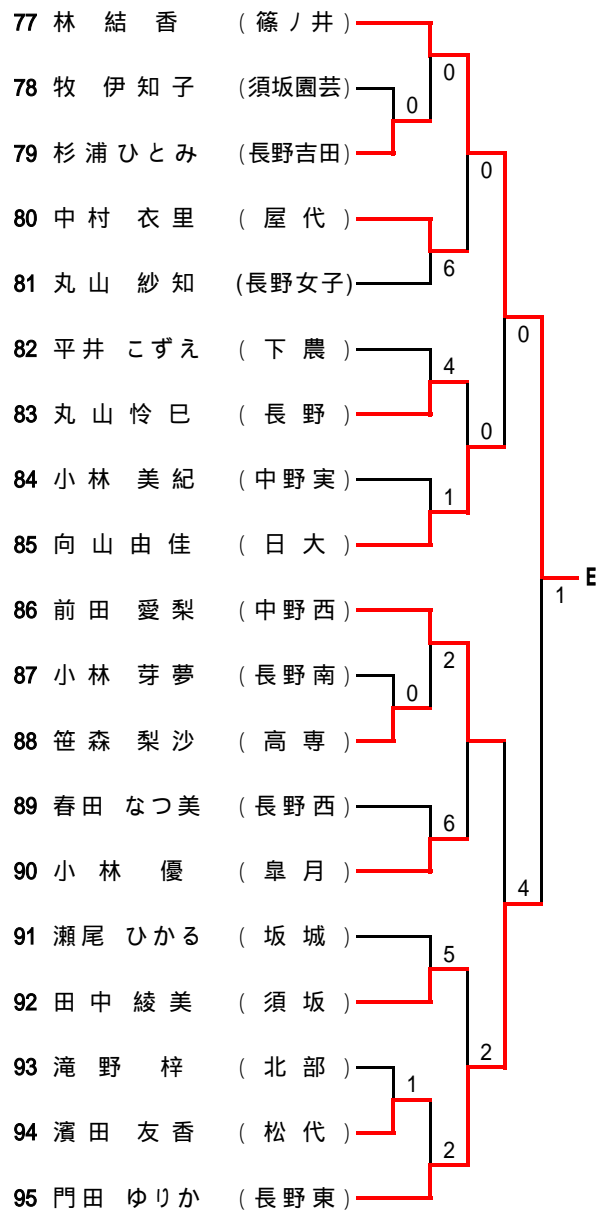 77 林 結 香 (篠ノ井)
0
78 牧 伊知子 (須坂園芸)
0
79 杉浦ひとみ (長野吉田)
0
80 中村 衣里 (屋 代)
6
81 丸山 紗知 (長野女子)
0
82 平井 こずえ (下 農)
4
83 丸山怜巳 (長 野)
0
84 小林 美紀 (中野実)
1
85 向山由佳 (日 大)
E
1
86 前田 愛梨 (中野西)
2
87 小林 芽夢 (長野南)
0
88 笹森 梨沙 (高 専)
89 春田 なつ美 (長野西)
6
90 小 林 優 (皐 月)
4
91 瀬尾 ひかる (坂 城)
5
92 田中綾美 (須 坂)
2
93 滝 野 梓 (北 部)
1
94 濱田 友香 (松 代)
2
95 門田 ゆりか (長野東)